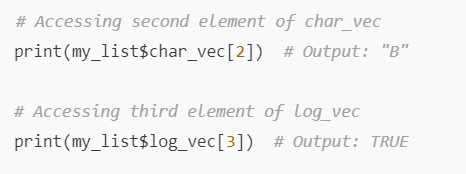 # Accessing second element of char_vec
print(my_list$char_vec[2])  # Output: "B"
# Accessing third element of log_vec
print(my_list$log_vec[3])  # Output: TRUE